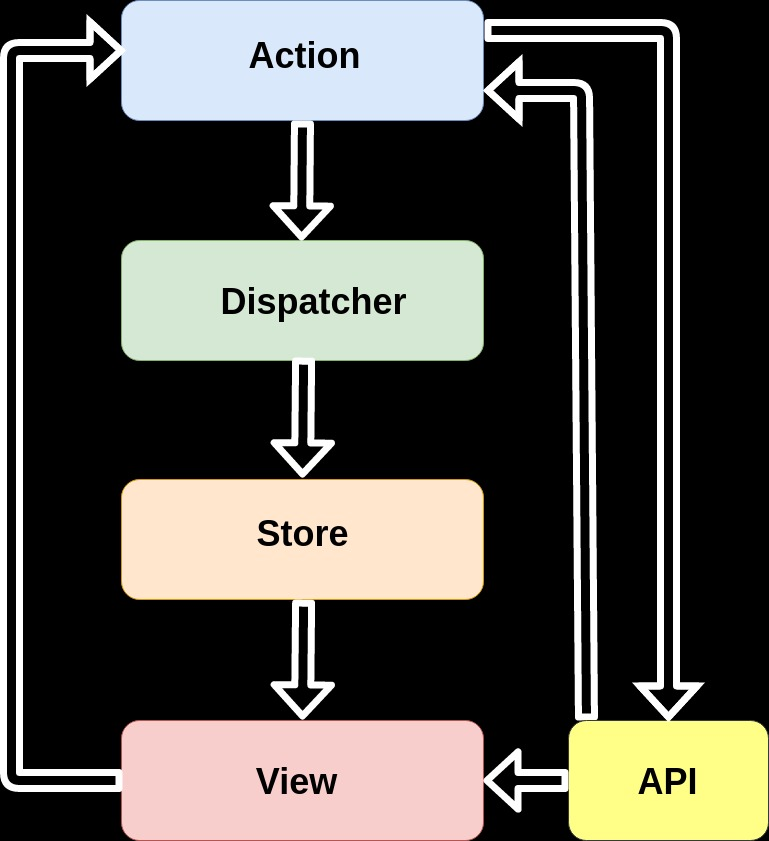 Action
Dispatcher
Store
View
API